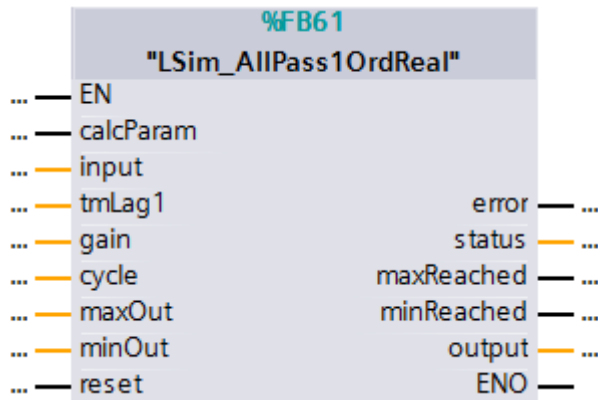 %FB61
"LSim_AllPass1OrdReal"
... EN
... calcParam
... input
... tmLag1 error ...
... gain status ...
... cycle maxReached ...
... maxOut minReached ...
... minOut output ...
... reset ENO